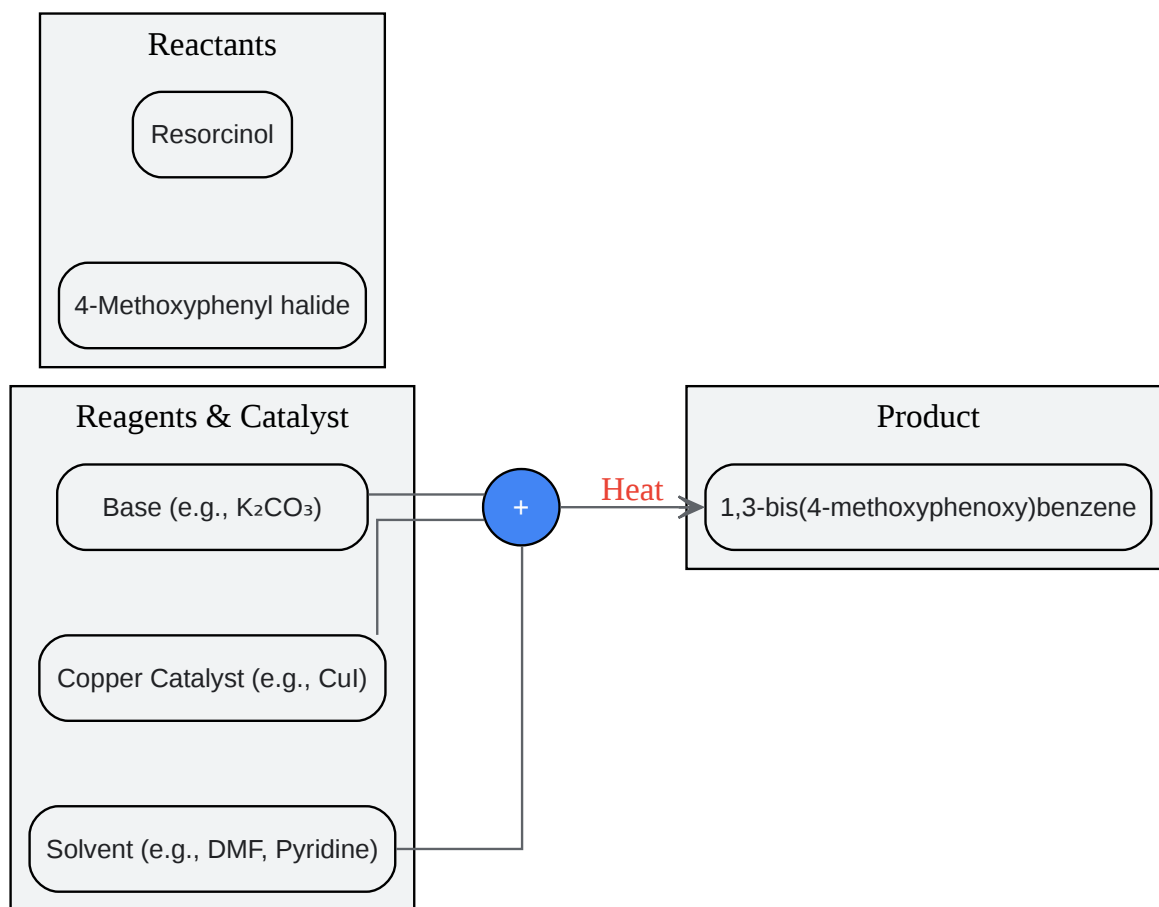 Reactants
Resorcinol
4-Methoxyphenyl halide
Reagents & Catalyst
Base (e.g., K₂CO₃)
Copper Catalyst (e.g., CuI)
Solvent (e.g., DMF, Pyridine)
+
Heat
Product
1,3-bis(4-methoxyphenoxy)benzene